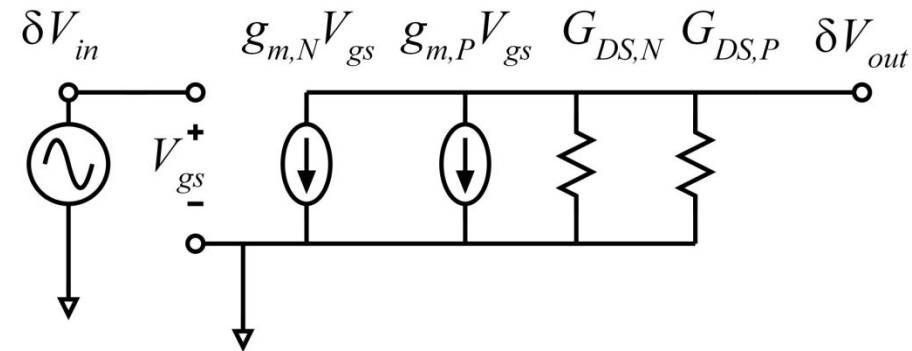 δV_in g_m,N V_gs g_m,P V_gs G_DS,N G_DS,P δV_out
+
V_gs
-